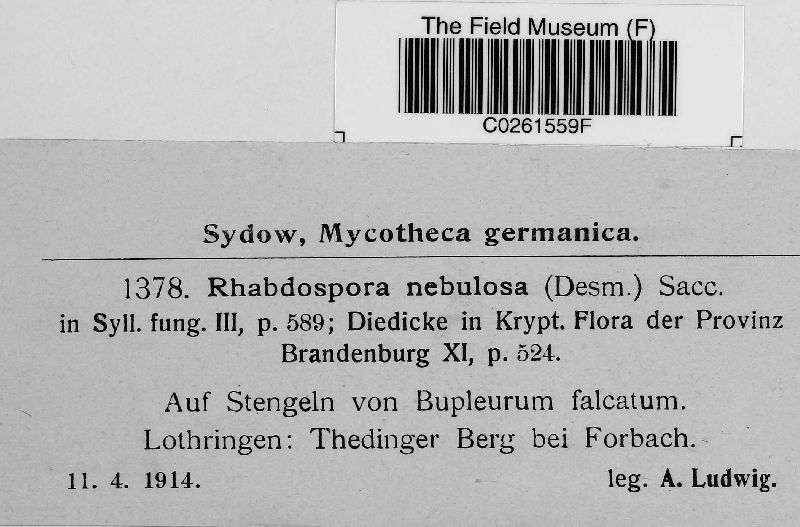 The Field Museum (F)
C0261559F
Sydow, Mycotheca germanica.
1378. Rhabdospora nebulosa (Desm.) Sacc.
in Syll. fung. III, p. 589; Diedicke in Krypt. Flora der Provinz
Brandenburg XI, p. 524.
Auf Stengeln von Bupleurum falcatum.
Lothringen: Thedinger Berg bei Forbach.
11. 4. 1914. leg. A. Ludwig.